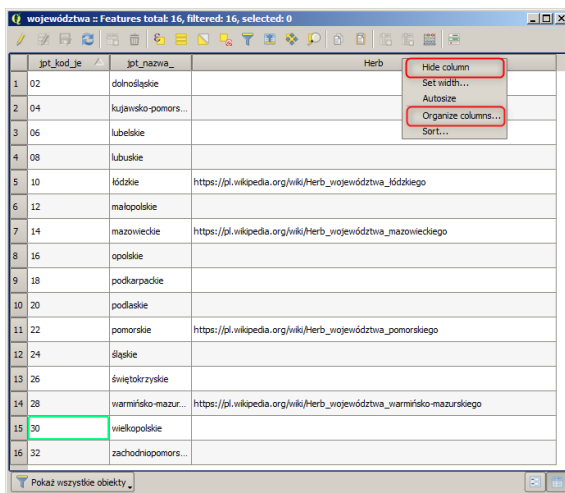 województwa :: Features total: 16, filtered: 16, selected: 0
jpt_kod_je jpt_nazwa_ Herb
Hide column
Set width...
Autosize
Organize columns...
Sort...
1 02 dolnośląskie
2 04 kujawsko-pomors...
3 06 lubelskie
4 08 lubuskie
5 10 łódzkie https://pl.wikipedia.org/wiki/Herb_województwa_łódzkiego
6 12 małopolskie
7 14 mazowieckie https://pl.wikipedia.org/wiki/Herb_województwa_mazowieckiego
8 16 opolskie
9 18 podkarpackie
10 20 podlaskie
11 22 pomorskie https://pl.wikipedia.org/wiki/Herb_województwa_pomorskiego
12 24 śląskie
13 26 świętokrzyskie
14 28 warmińsko-mazur... https://pl.wikipedia.org/wiki/Herb_województwa_warmińsko-mazurskiego
15 30 wielkopolskie
16 32 zachodniopomors...
Pokaż wszystkie obiekty